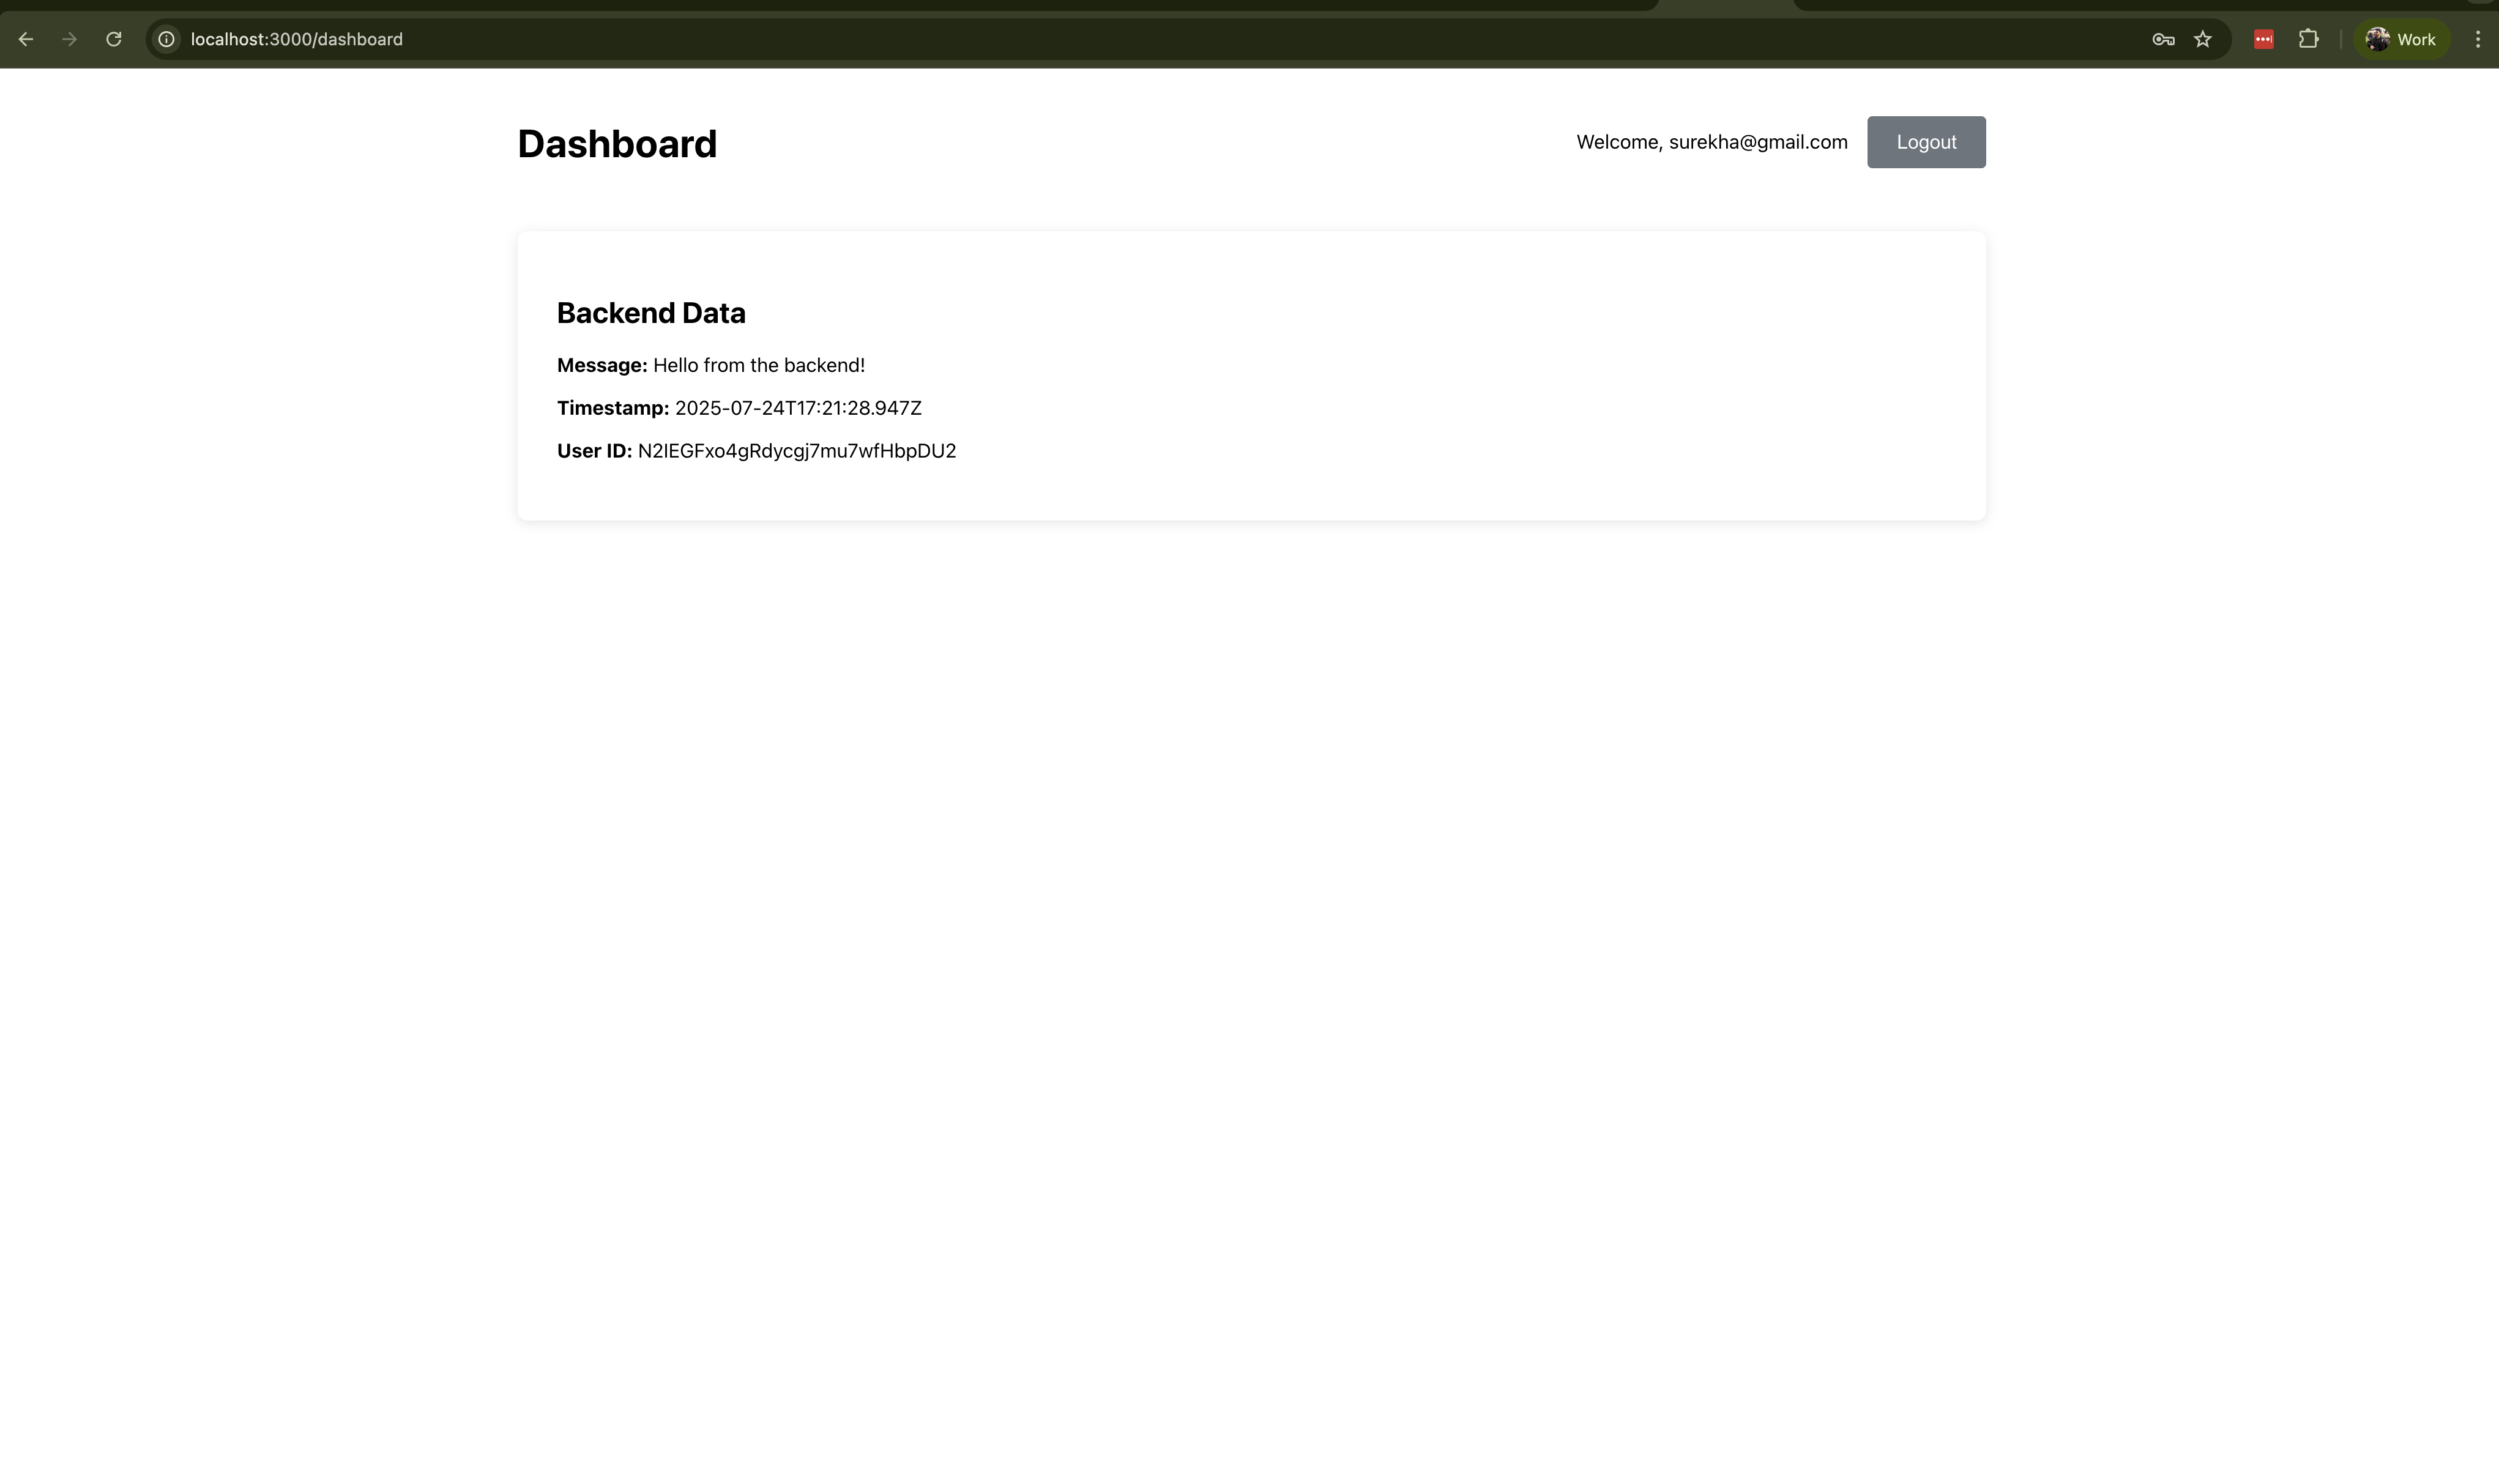 localhost:3000/dashboard
Work
Dashboard
Welcome, surekha@gmail.com
Logout
Backend Data
Message: Hello from the backend!
Timestamp: 2025-07-24T17:21:28.947Z
User ID: N2IEGFxo4gRdycgj7mu7wfHbpDU2